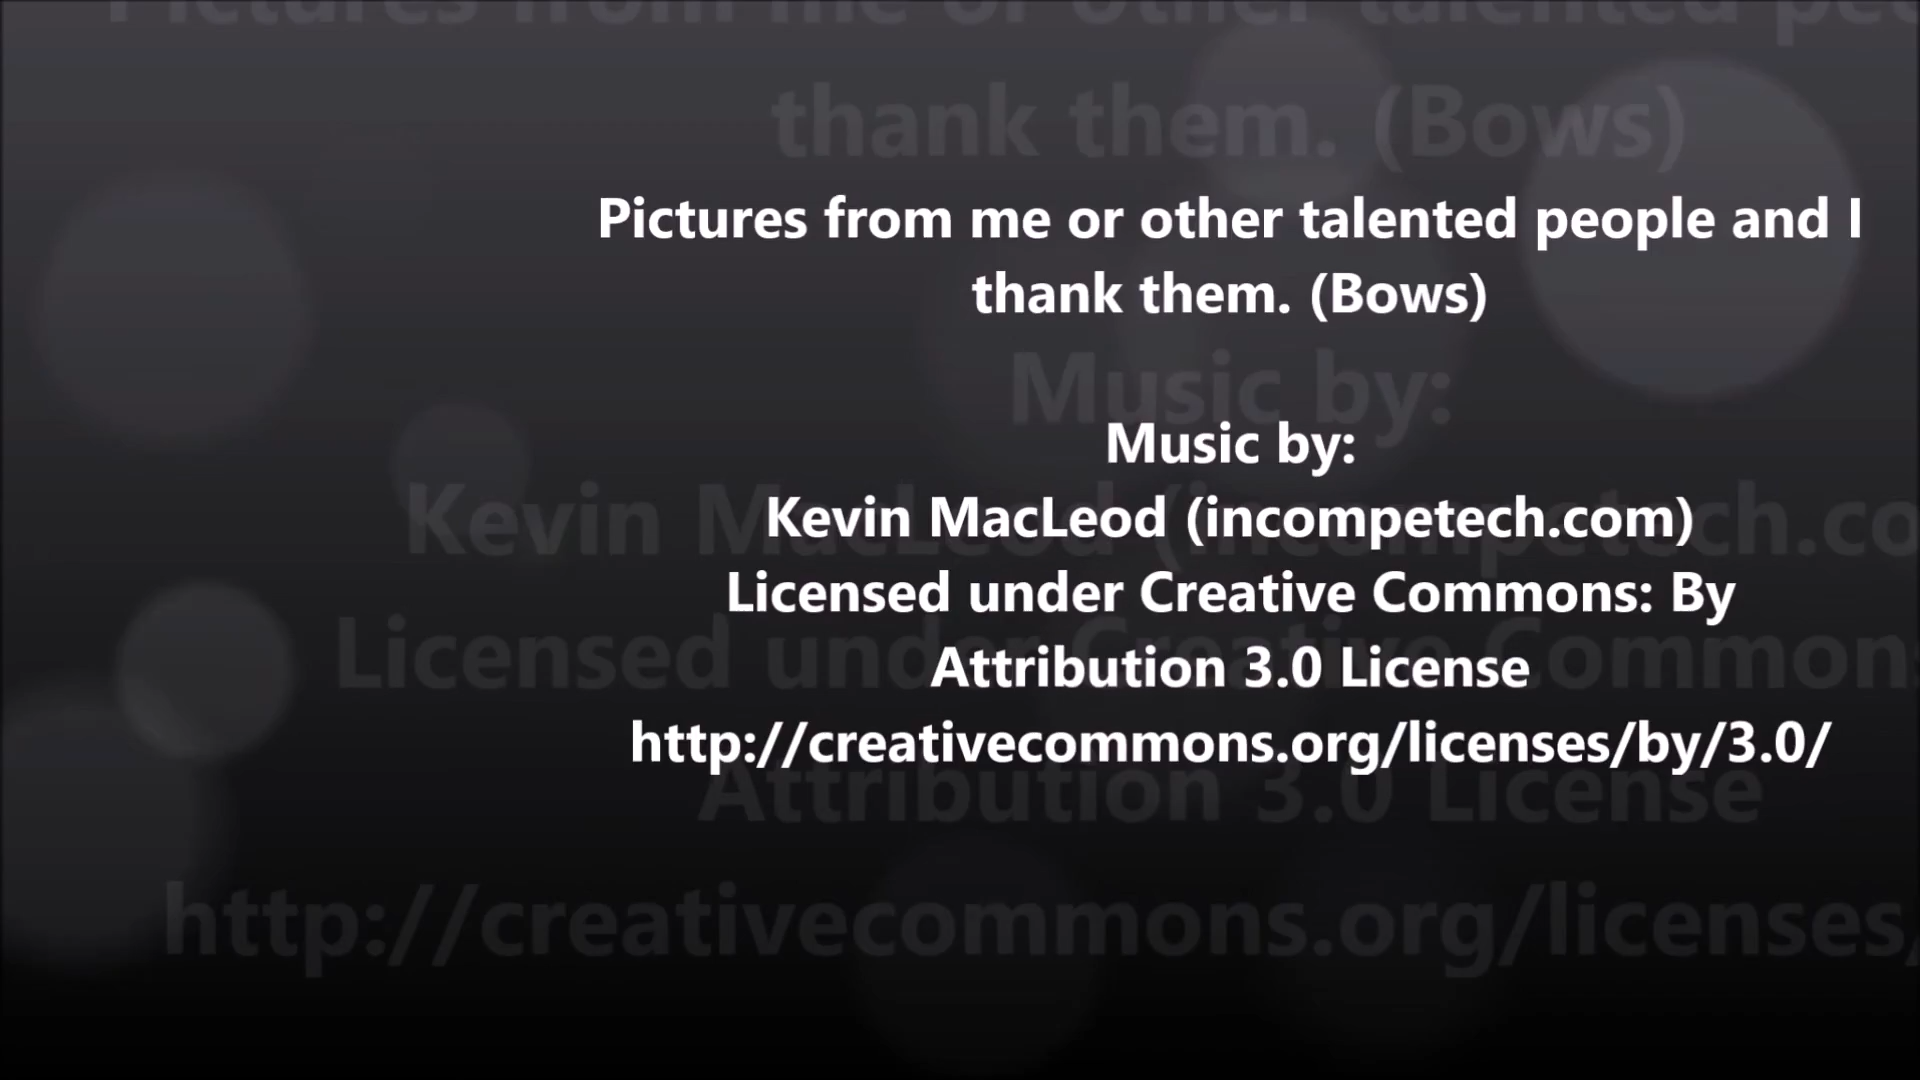 Pictures from me or other talented people and I
thank them. (Bows)
Music by:
Kevin MacLeod (incompetech.com)
Licensed under Creative Commons: By
Attribution 3.0 License
http://creativecommons.org/licenses/by/3.0/